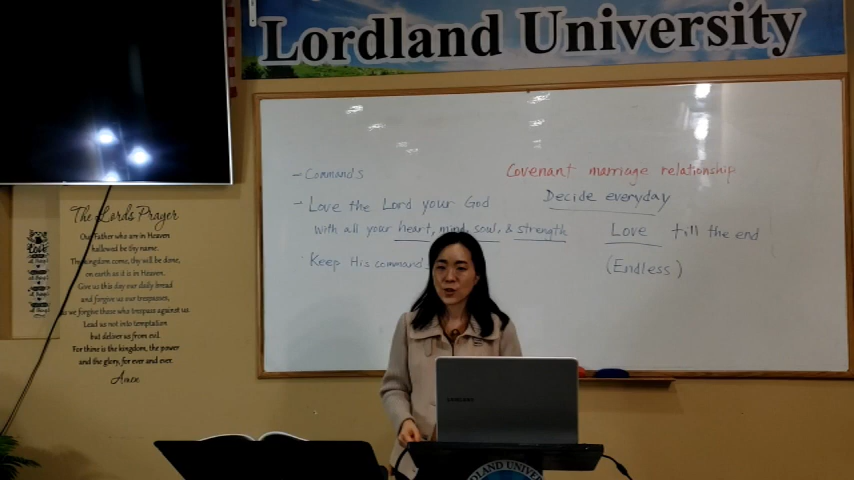 Lordland University
- Commands
Covenant marriage relationship
- Love the Lord your God
Decide everyday
with all your heart, mind, soul, & strength
Love till the end
Keep His command
(Endless)
The Lords Prayer
Our Father who are in Heaven
hallowed be thy name.
Thy kingdom come, thy will be done,
on earth as it is in Heaven.
Give us this day our daily bread
and forgive us our trespasses,
as we forgive those who trespass against us.
Lead us not into temptation
but deliver us from evil.
For thine is the kingdom, the power
and the glory, for ever and ever.
Amen
love
SAMSUNG
LORDLAND UNIVERS